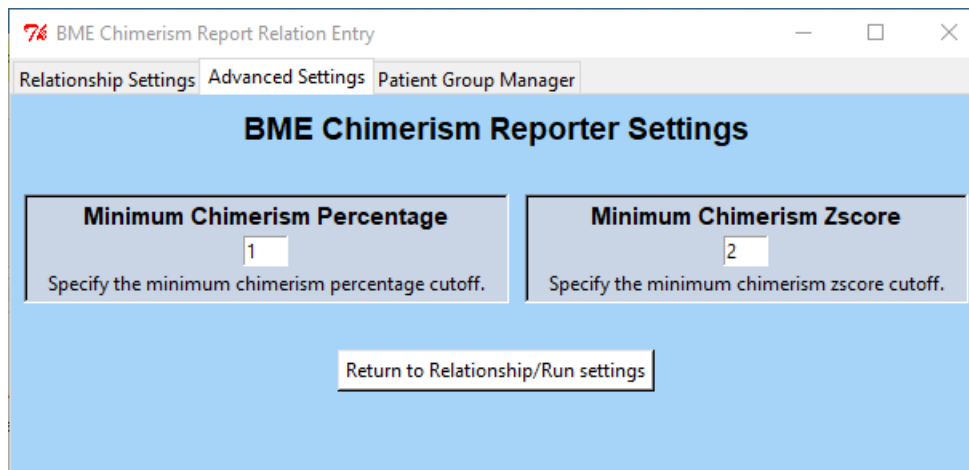 BME Chimerism Report Relation Entry
Relationship Settings Advanced Settings Patient Group Manager
BME Chimerism Reporter Settings
Minimum Chimerism Percentage
1
Specify the minimum chimerism percentage cutoff.
Minimum Chimerism Zscore
2
Specify the minimum chimerism zscore cutoff.
Return to Relationship/Run settings